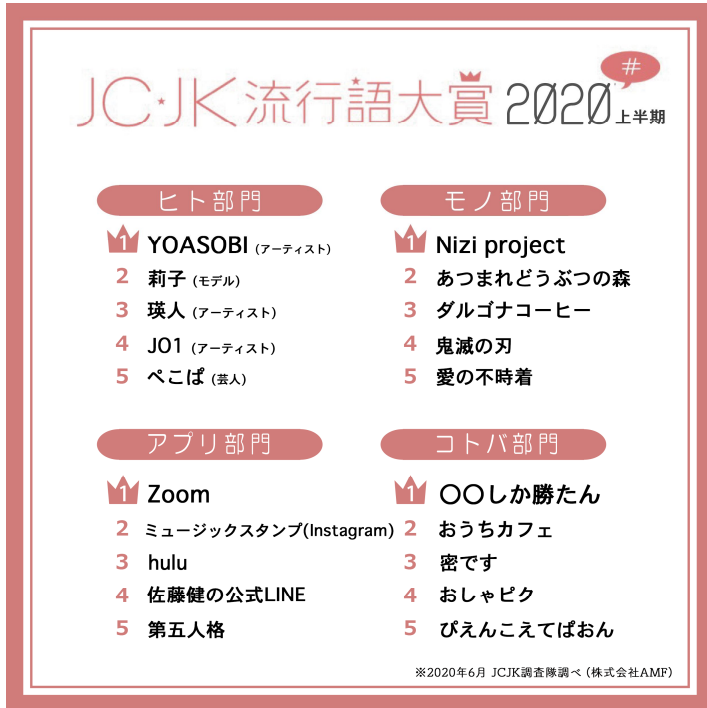 #
JC★JK流行語大賞2020上半期
ヒト部門
1 YOASOBI (アーティスト)
2 莉子 (モデル)
3 瑛人 (アーティスト)
4 JO1 (アーティスト)
5 ぺこぱ (芸人)
モノ部門
1 Nizi project
2 あつまれどうぶつの森
3 ダルゴナコーヒー
4 鬼滅の刃
5 愛の不時着
アプリ部門
1 Zoom
2 ミュージックスタンプ(Instagram)
3 hulu
4 佐藤健の公式LINE
5 第五人格
コトバ部門
1 〇〇しか勝たん
2 おうちカフェ
3 密です
4 おしゃピク
5 ぴえんこえてぱおん
※2020年6月 JCJK調査隊調べ (株式会社AMF)